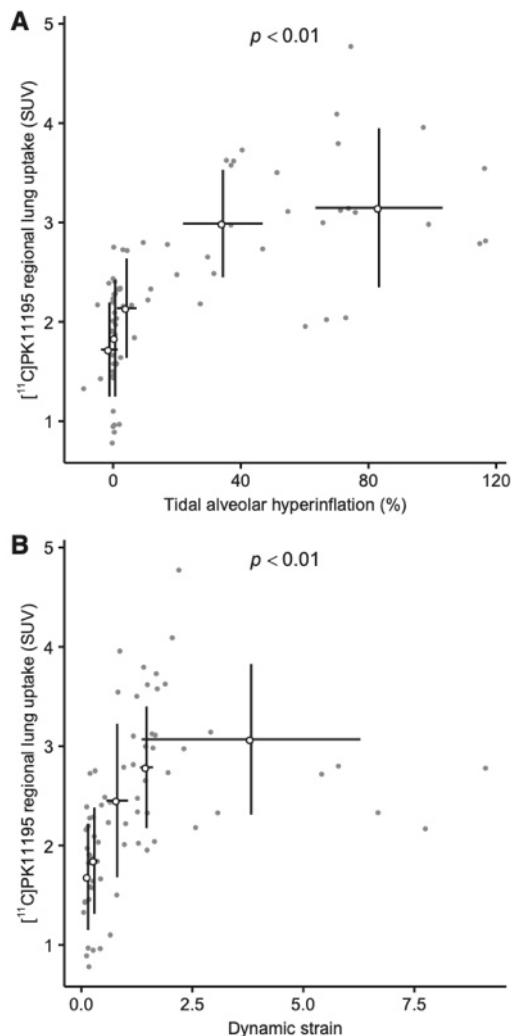 A
p < 0.01
[¹¹C]PK11195 regional lung uptake (SUV)
5
4
3
2
1
0 40 80 120
Tidal alveolar hyperinflation (%)
B
p < 0.01
[¹¹C]PK11195 regional lung uptake (SUV)
5
4
3
2
1
0.0 2.5 5.0 7.5
Dynamic strain